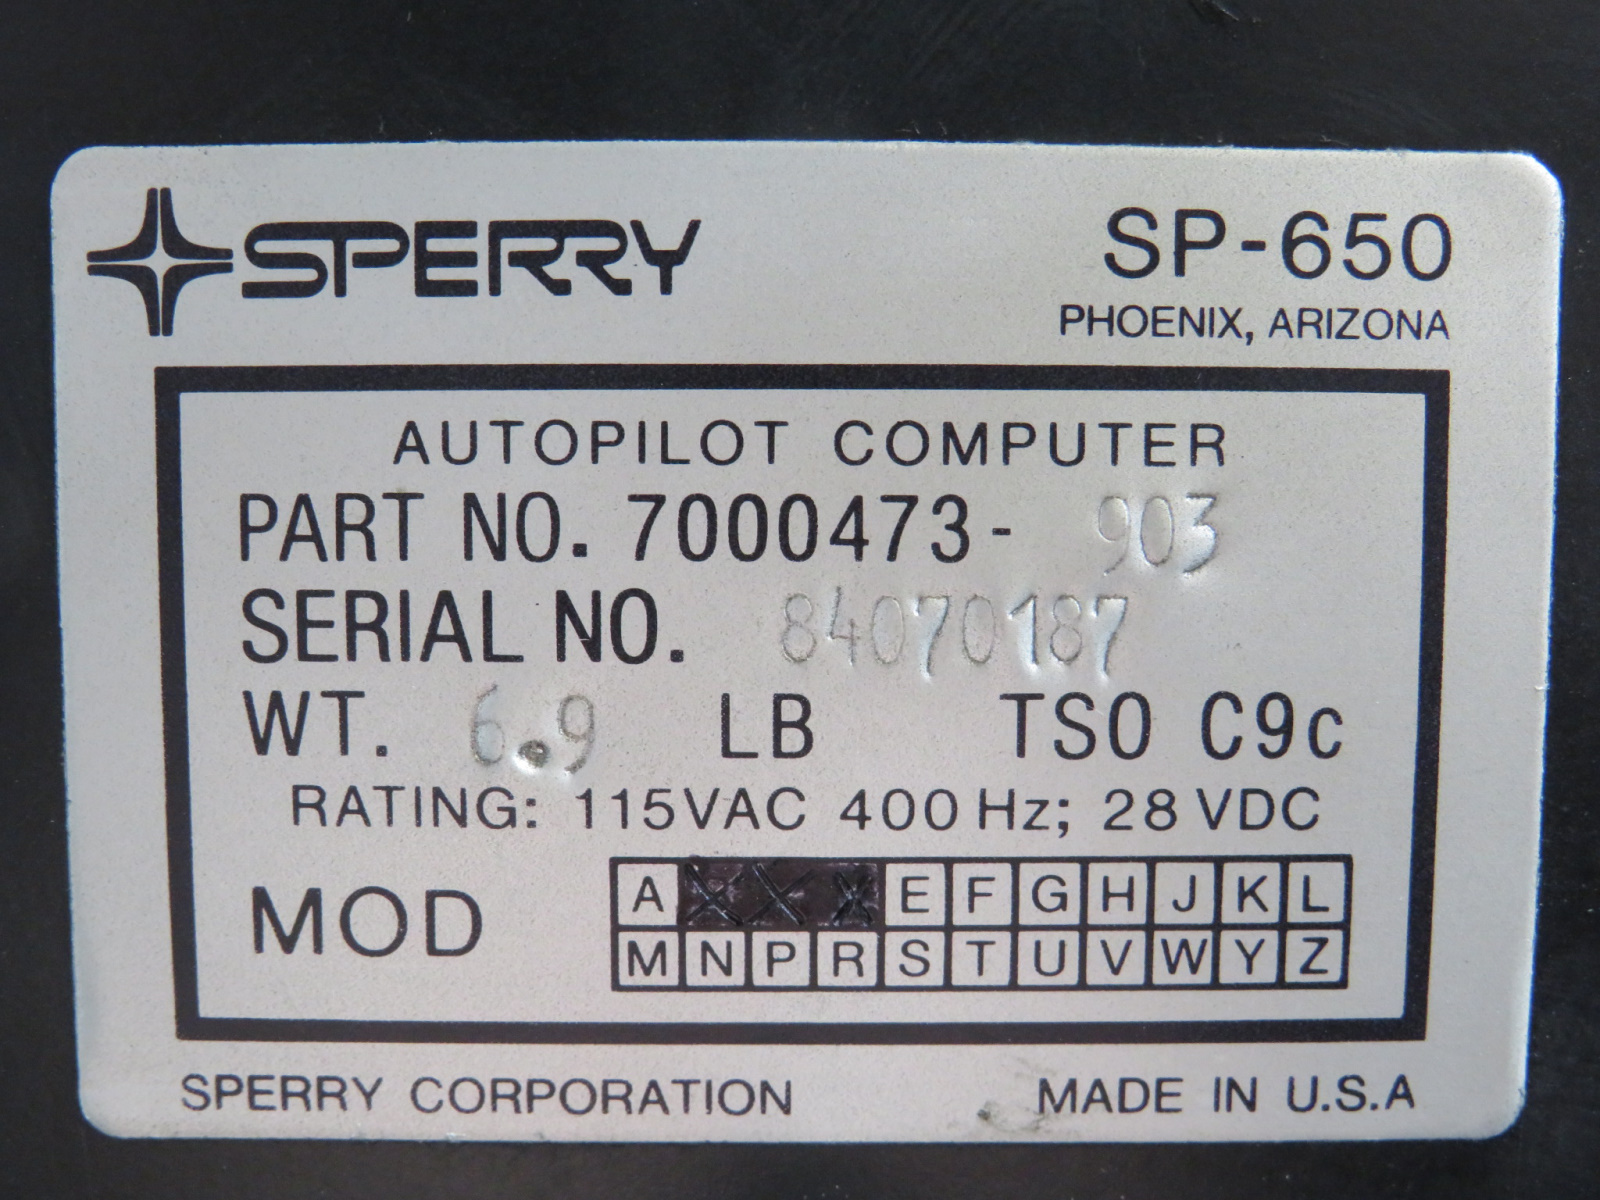 SPERRY
SP-650
PHOENIX, ARIZONA
AUTOPILOT COMPUTER
PART NO. 7000473- 903
SERIAL NO. 84070187
WT. 6.9 LB TSO C9c
RATING: 115VAC 400 Hz; 28 VDC
MOD
A X X X E F G H J K L
M N P R S T U V W Y Z
SPERRY CORPORATION
MADE IN U.S.A